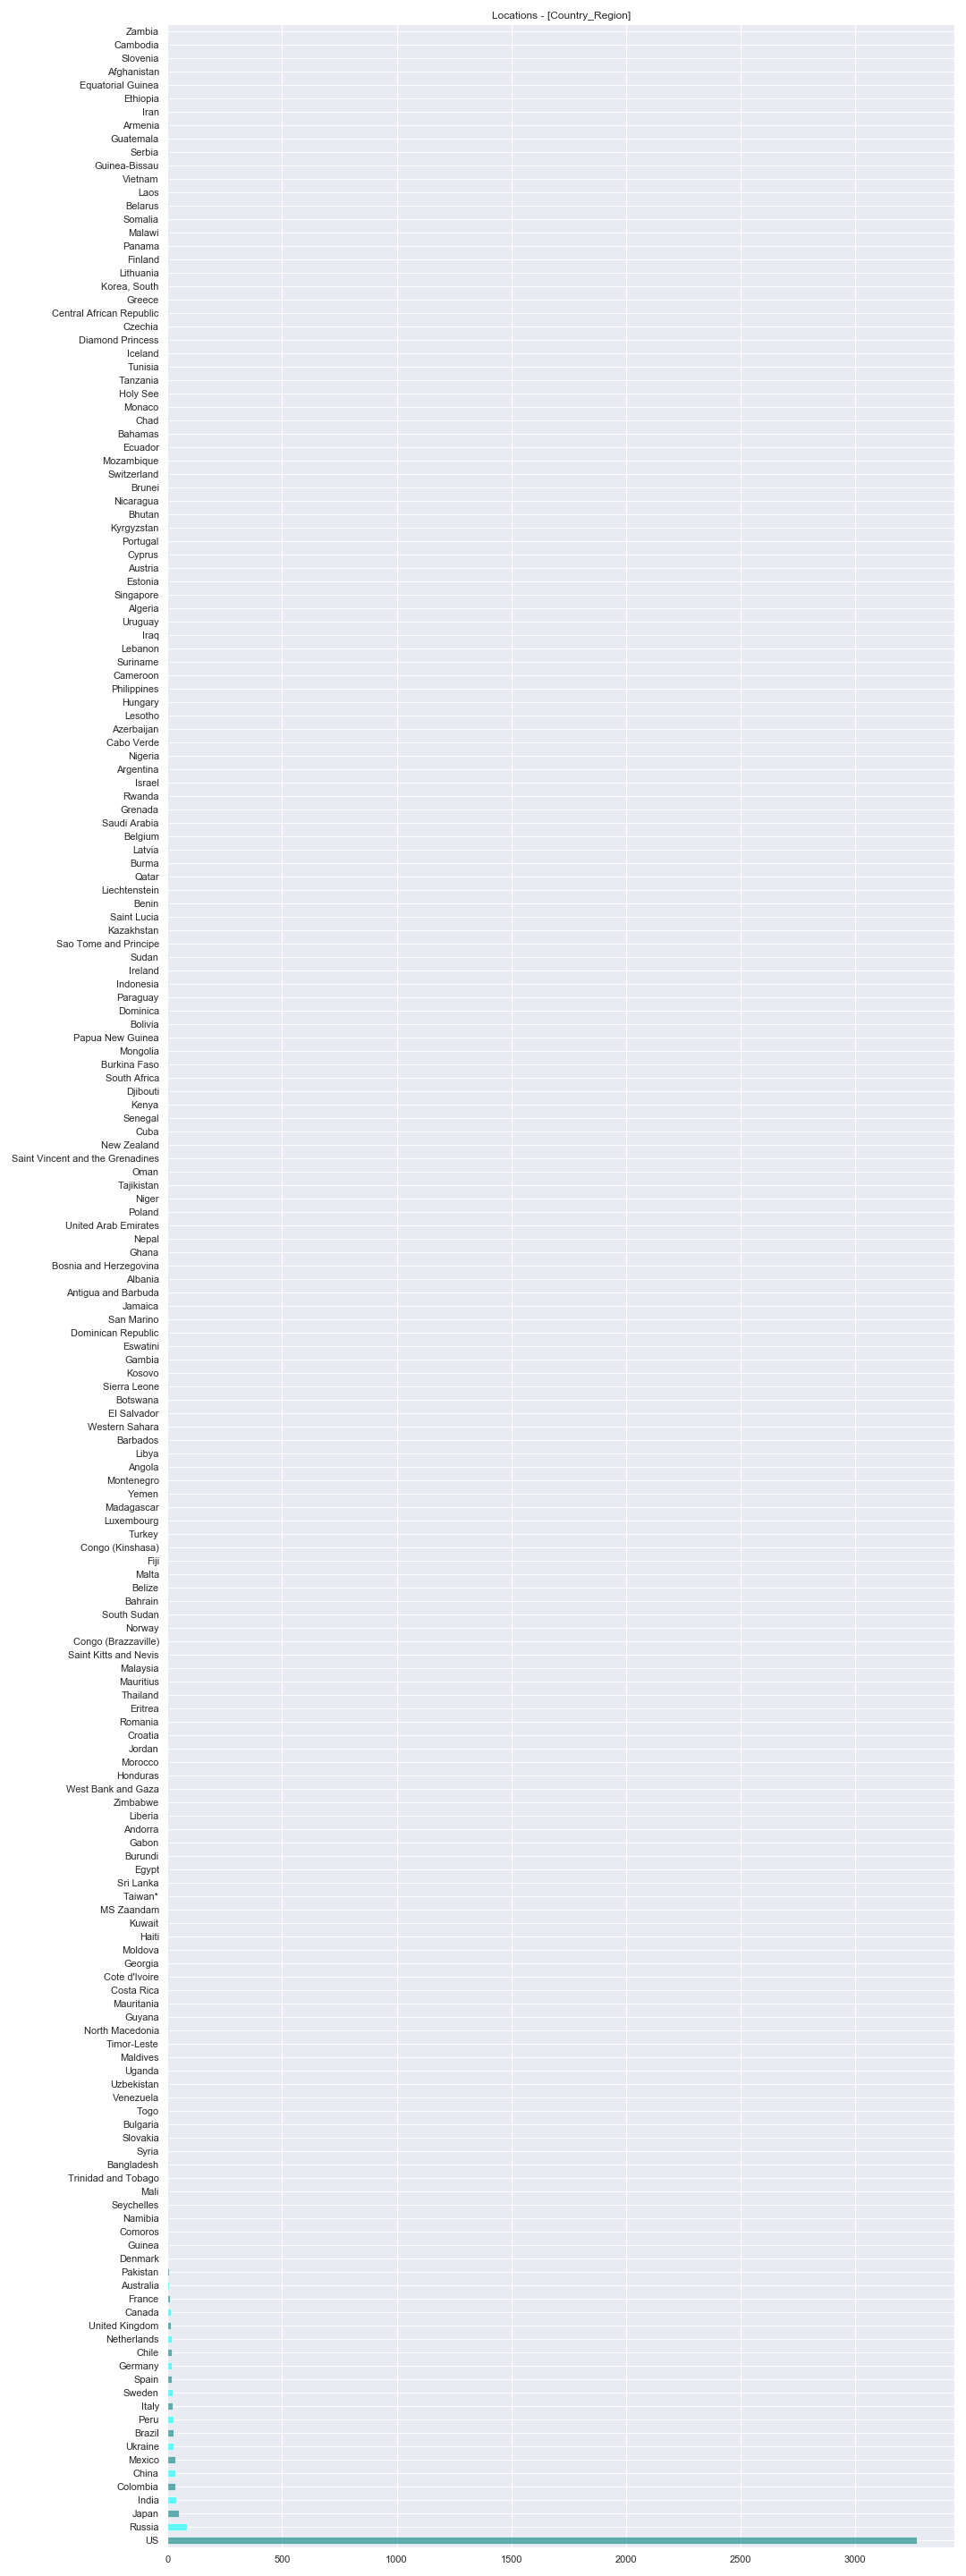 Locations - [Country_Region]
Zambia
Cambodia
Slovenia
Afghanistan
Equatorial Guinea
Ethiopia
Iran
Armenia
Guatemala
Serbia
Guinea-Bissau
Vietnam
Laos
Belarus
Somalia
Malawi
Panama
Finland
Lithuania
Korea, South
Greece
Central African Republic
Czechia
Diamond Princess
Iceland
Tunisia
Tanzania
Holy See
Monaco
Chad
Bahamas
Ecuador
Mozambique
Switzerland
Brunei
Nicaragua
Bhutan
Kyrgyzstan
Portugal
Cyprus
Austria
Estonia
Singapore
Algeria
Uruguay
Iraq
Lebanon
Suriname
Cameroon
Philippines
Hungary
Lesotho
Azerbaijan
Cabo Verde
Nigeria
Argentina
Israel
Rwanda
Grenada
Saudi Arabia
Belgium
Latvia
Burma
Qatar
Liechtenstein
Benin
Saint Lucia
Kazakhstan
Sao Tome and Principe
Sudan
Ireland
Indonesia
Paraguay
Dominica
Bolivia
Papua New Guinea
Mongolia
Burkina Faso
South Africa
Djibouti
Kenya
Senegal
Cuba
New Zealand
Saint Vincent and the Grenadines
Oman
Tajikistan
Niger
Poland
United Arab Emirates
Nepal
Ghana
Bosnia and Herzegovina
Albania
Antigua and Barbuda
Jamaica
San Marino
Dominican Republic
Eswatini
Gambia
Kosovo
Sierra Leone
Botswana
El Salvador
Western Sahara
Barbados
Libya
Angola
Montenegro
Yemen
Madagascar
Luxembourg
Turkey
Congo (Kinshasa)
Fiji
Malta
Belize
Bahrain
South Sudan
Norway
Congo (Brazzaville)
Saint Kitts and Nevis
Malaysia
Mauritius
Thailand
Eritrea
Romania
Croatia
Jordan
Morocco
Honduras
West Bank and Gaza
Zimbabwe
Liberia
Andorra
Gabon
Burundi
Egypt
Sri Lanka
Taiwan*
MS Zaandam
Kuwait
Haiti
Moldova
Georgia
Cote d'Ivoire
Costa Rica
Mauritania
Guyana
North Macedonia
Timor-Leste
Maldives
Uganda
Uzbekistan
Venezuela
Togo
Bulgaria
Slovakia
Syria
Bangladesh
Trinidad and Tobago
Mali
Seychelles
Namibia
Comoros
Guinea
Denmark
Pakistan
Australia
France
Canada
United Kingdom
Netherlands
Chile
Germany
Spain
Sweden
Italy
Peru
Brazil
Ukraine
Mexico
China
Colombia
India
Japan
Russia
US
0 500 1000 1500 2000 2500 3000